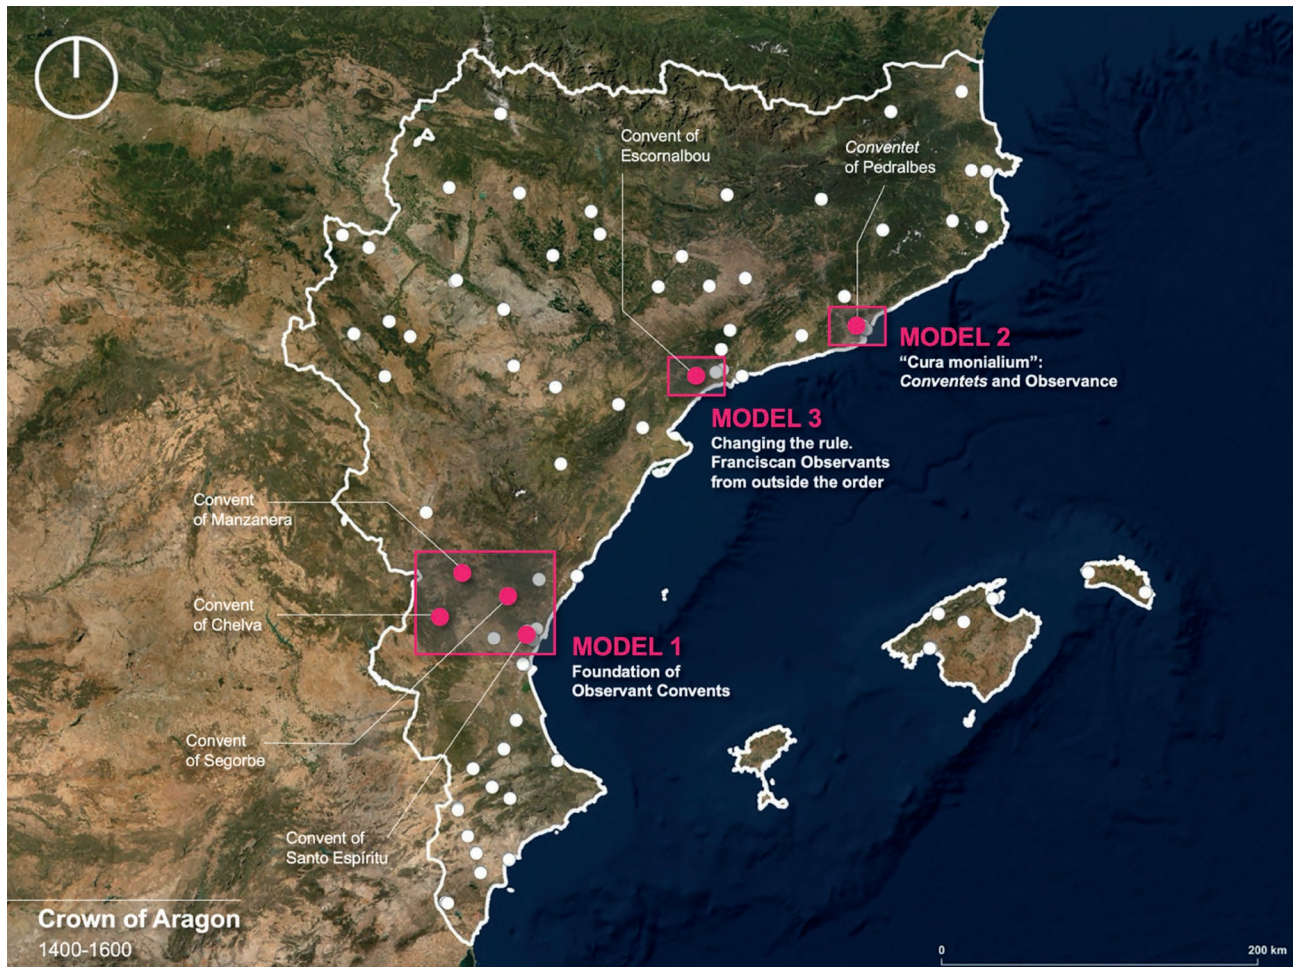 Convent of
Escornalbou
Conventet
of Pedralbes
MODEL 2
“Cura monialium”:
Conventets and Observance
MODEL 3
Changing the rule.
Franciscan Observants
from outside the order
Convent
of Manzanera
Convent
of Chelva
MODEL 1
Foundation of
Observant Convents
Convent
of Segorbe
Convent of
Santo Espíritu
Crown of Aragon
1400-1600
0
200 km